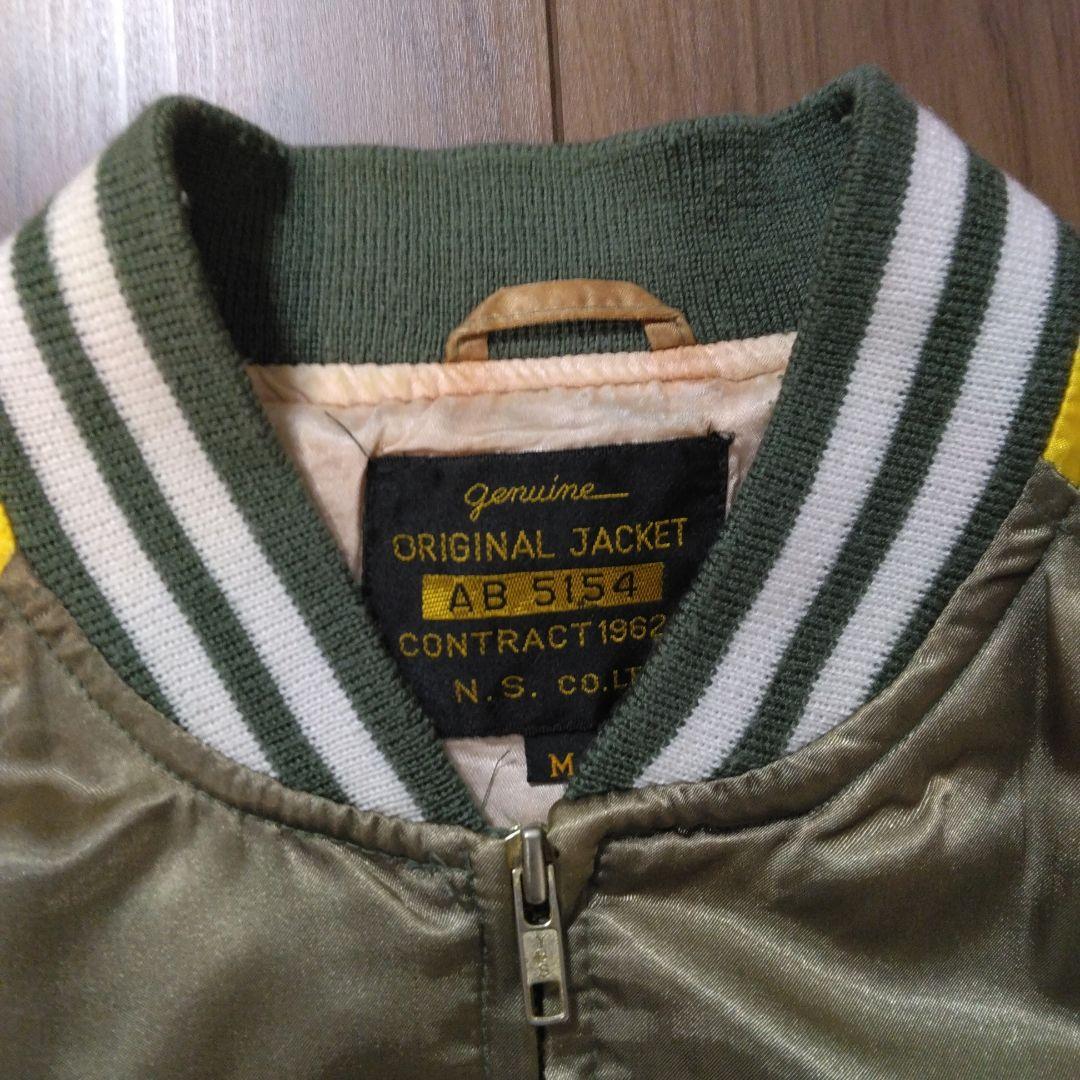 genuine
ORIGINAL JACKET
AB 5154
CONTRACT 1962
N. S. CO. LT
M